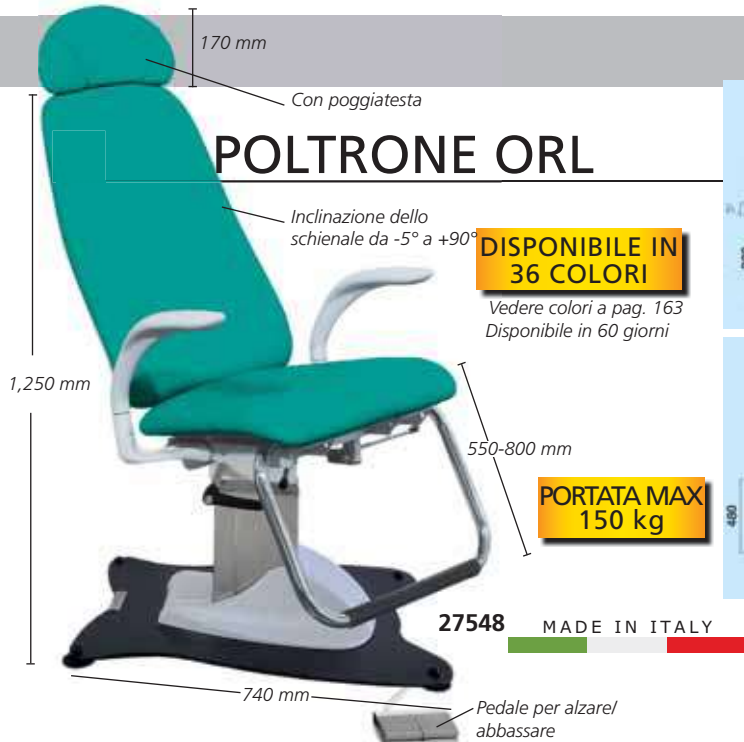 170 mm
Con poggiatesta
POLTRONE ORL
Inclinazione dello
schienale da -5° a +90°
DISPONIBILE IN
36 COLORI
Vedere colori a pag. 163
Disponibile in 60 giorni
1,250 mm
550-800 mm
PORTATA MAX
150 kg
480
27548 MADE IN ITALY
740 mm
Pedale per alzare/
abbassare